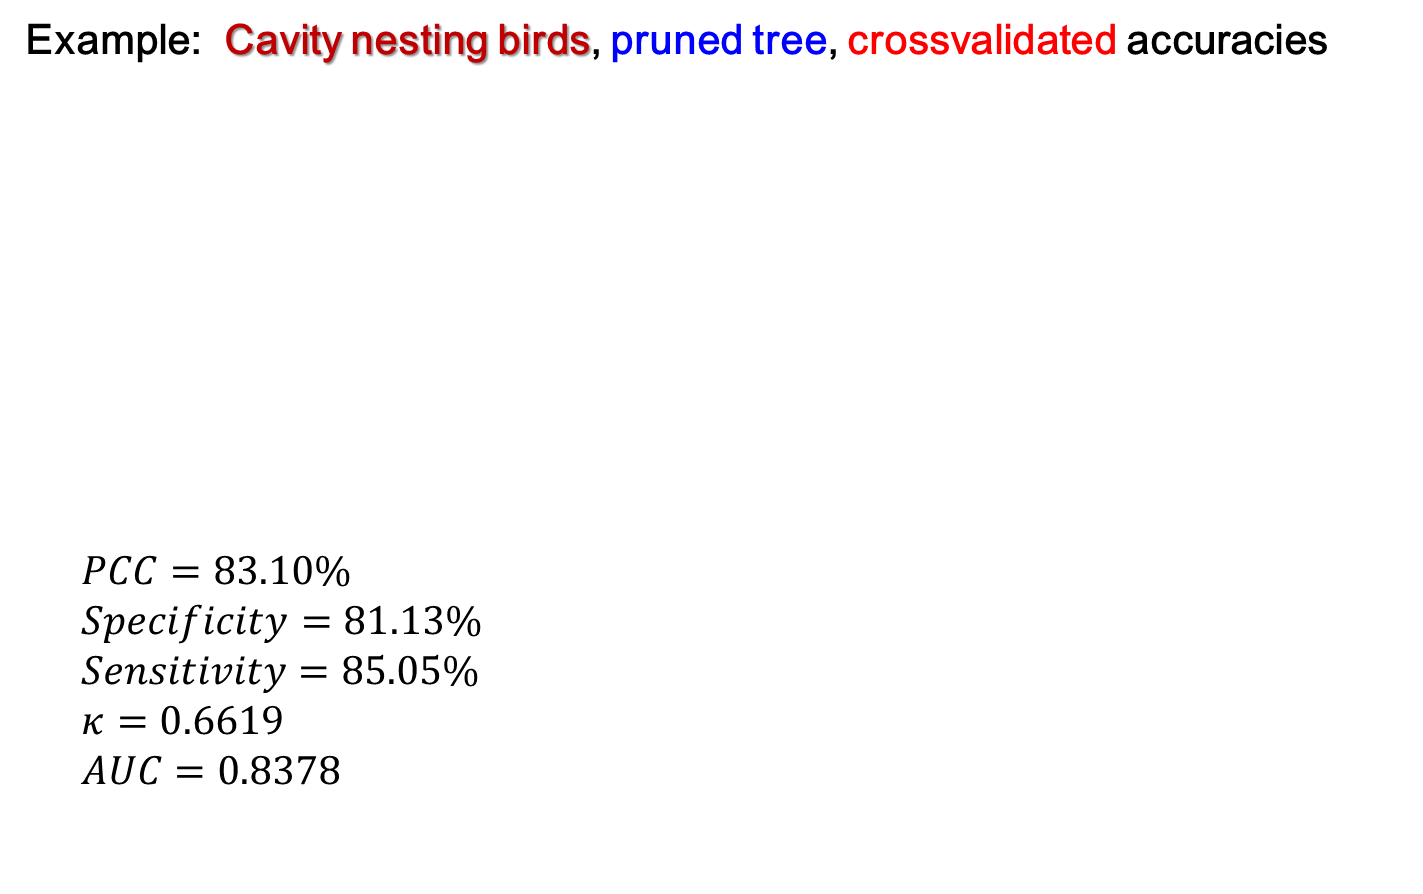 Example: Cavity nesting birds, pruned tree, crossvalidated accuracies
PCC = 83.10%
Specificity = 81.13%
Sensitivity = 85.05%
κ = 0.6619
AUC = 0.8378